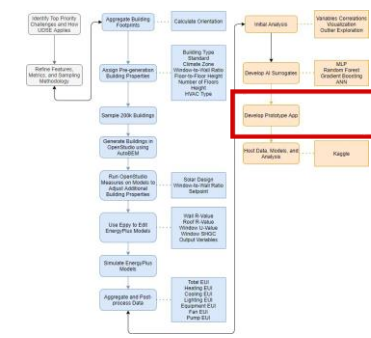 Identify Top Priority
Challenges and How
UDSE Applies
Refine Features,
Metrics, and Sampling
Methodology
Aggregate Building
Footprints
Calculate Orientation
Assign Pre-generation
Building Properties
Building Type
Standard
Climate Zone
Window-to-Wall Ratio
Floor-to-Floor Height
Number of Floors
Height
HVAC Type
Sample 200k Buildings
Generate Buildings in
OpenStudio using
AutoBEM
Run OpenStudio
Measures on Models to
Adjust Additional
Building Properties
Solar Design
Window-to-Wall Ratio
Setpoint
Use Eppy to Edit
EnergyPlus Models
Wall R-Value
Roof R-Value
Window U-Value
Window SHGC
Output Variables
Simulate EnergyPlus
Models
Aggregate and Post-
process Data
Total EUI
Heating EUI
Cooling EUI
Lighting EUI
Equipment EUI
Fan EUI
Pump EUI
Initial Analysis
Variables Correlations
Visualization
Outlier Exploration
Develop AI Surrogates
MLP
Random Forest
Gradient Boosting
ANN
Develop Prototype App
Host Data, Models, and
Analysis
Kaggle